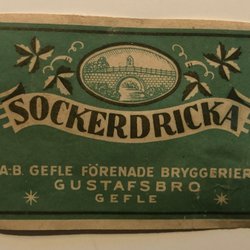 SOCKERDRICKA
A.B. GEFLE FÖRENADE BRYGGERIER
GUSTAFSBRO
GEFLE